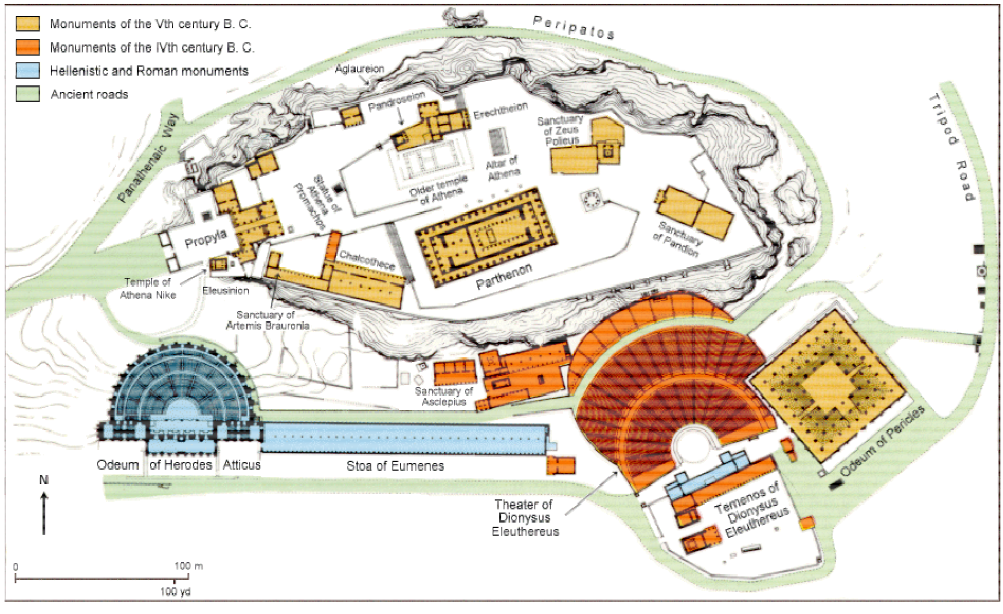 Monuments of the Vth century B. C.
Monuments of the IVth century B. C.
Hellenistic and Roman monuments
Ancient roads
Peripatos
Tripod Road
Panathenaic Way
Aglaureion
Pandroseion
Erechtheion
Sanctuary
of Zeus
Polieus
Altar of
Athena
Older temple
of Athena
Statue of
Athena
Promachos
Propyla
Chalcothece
Parthenon
Sanctuary
of Pandion
Temple of
Athena Nike
Eleusinion
Sanctuary of
Artemis Brauronia
Sanctuary of
Asclepius
Odeum of Pericles
Odeum of Herodes Atticus
Stoa of Eumenes
Theater of
Dionysus
Eleuthereus
Temenos of
Dionysus
Eleuthereus
N
0 100 m
100 yd